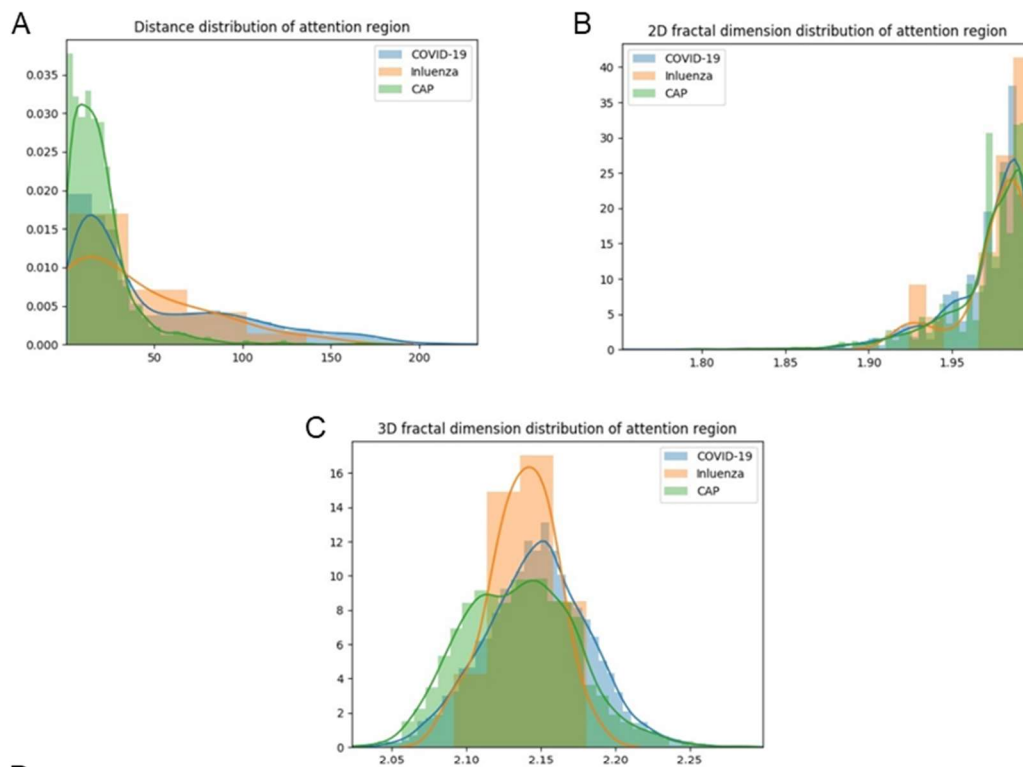 A
Distance distribution of attention region
COVID-19
Inluenza
CAP
0.035
0.030
0.025
0.020
0.015
0.010
0.005
0.000
50
100
150
200
B
2D fractal dimension distribution of attention region
COVID-19
Inluenza
CAP
40
35
30
25
20
15
10
5
0
1.80
1.85
1.90
1.95
C
3D fractal dimension distribution of attention region
COVID-19
Inluenza
CAP
16
14
12
10
8
6
4
2
0
2.05
2.10
2.15
2.20
2.25